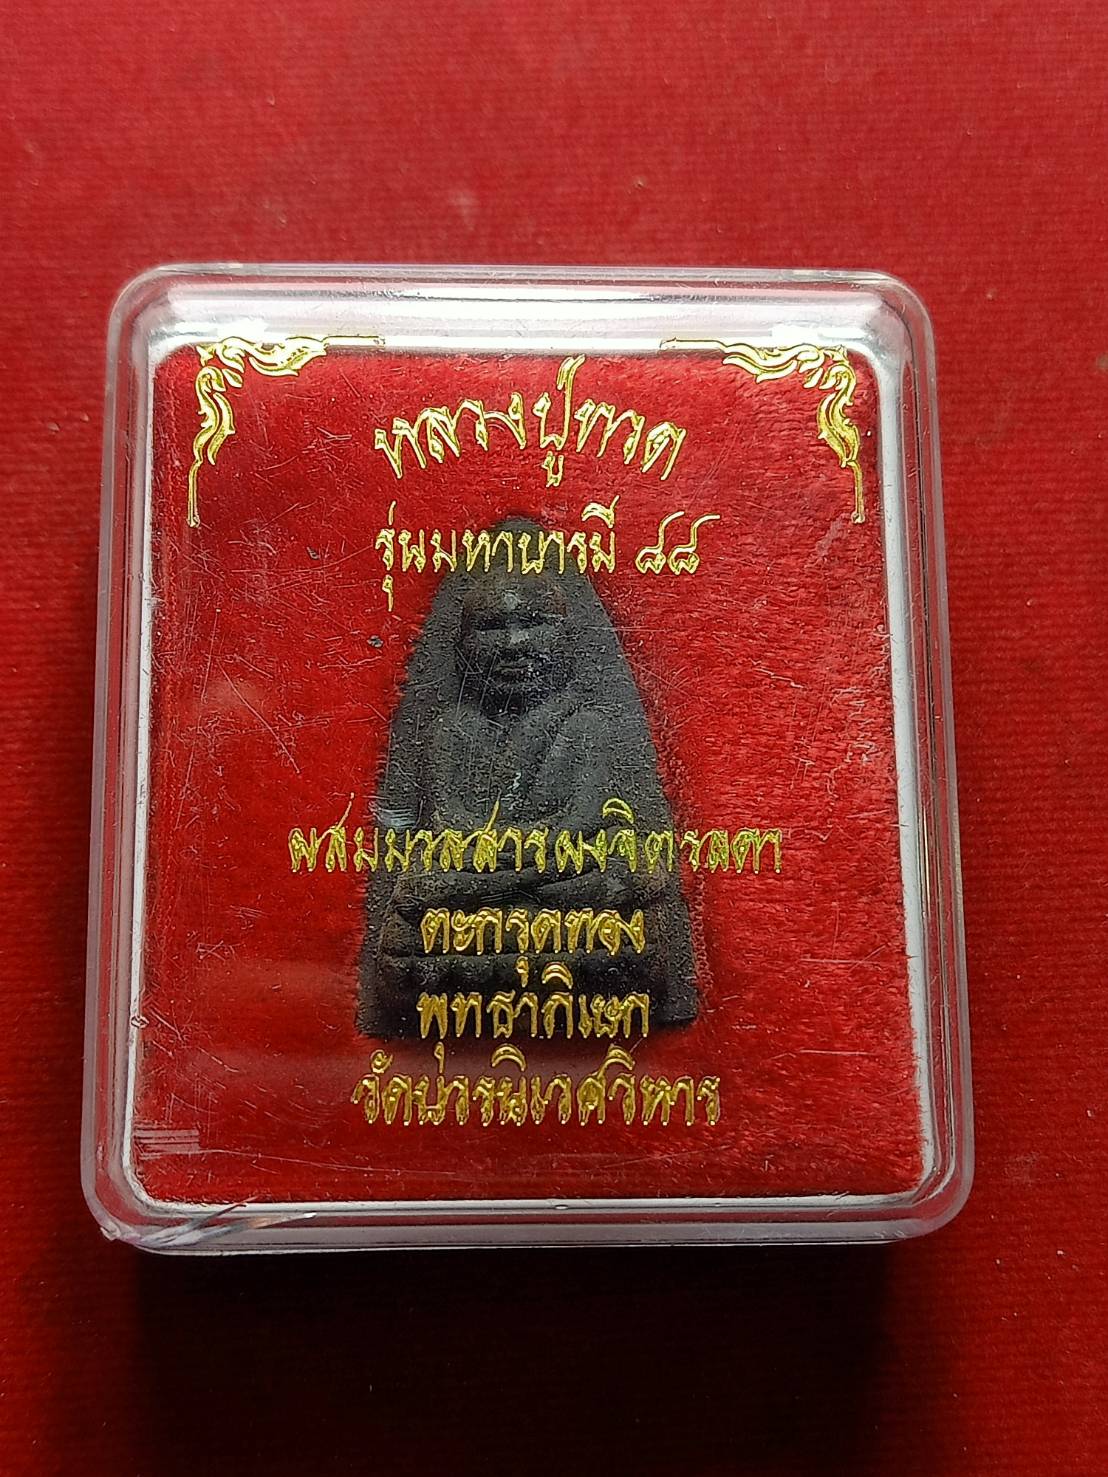 หลวงปู่ทวด
รุ่นมหาบารมี ๘๘
ผสมมวลสารผงจิตรลดา
ตะกรุดทอง
พุทธาภิเษก
วัดบวรนิเวศวิหาร